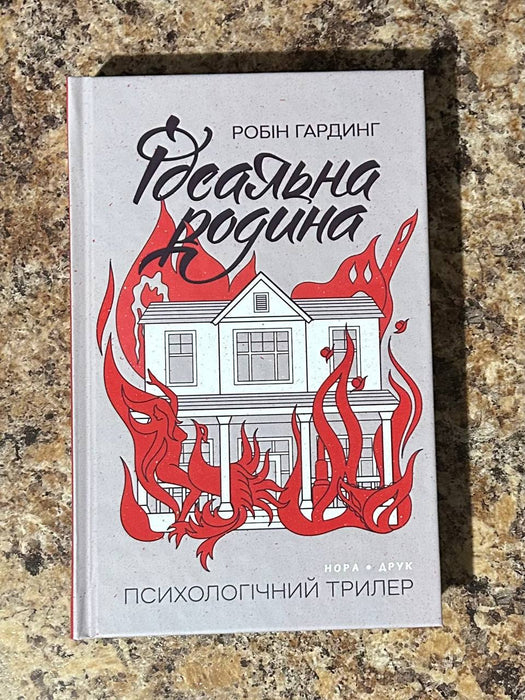 РОБІН ГАРДИНГ
Ідеальна
родина
НОРА • ДРУК
ПСИХОЛОГІЧНИЙ ТРИЛЕР